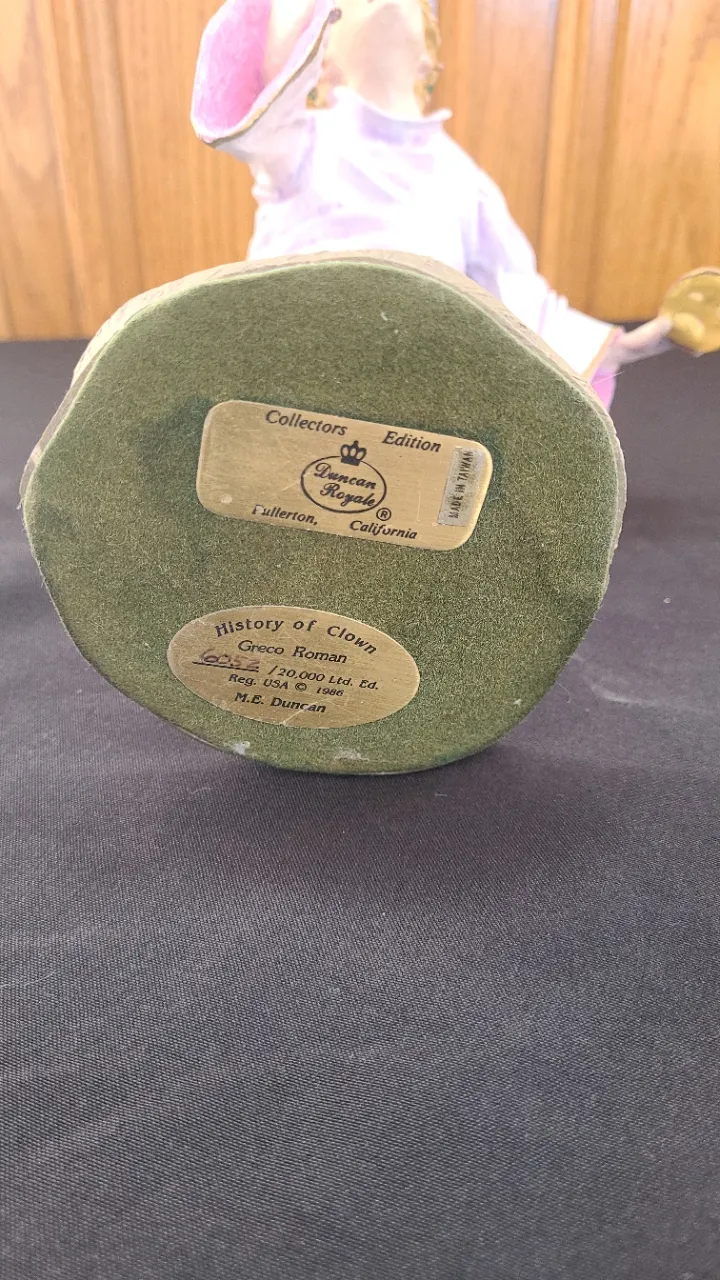 Collectors Edition
Duncan
Royale ®
Fullerton, California
MADE IN TAIWAN
History of Clown
Greco Roman
6052 /20,000 Ltd. Ed.
Reg. USA © 1986
M.E. Duncan